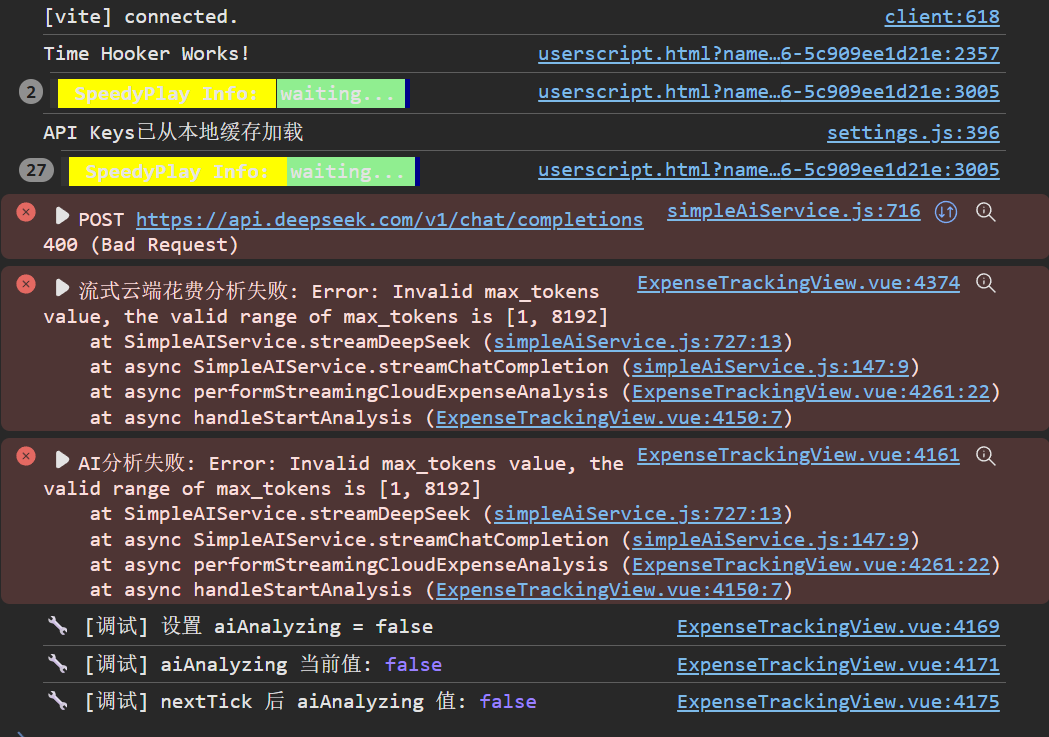 [vite] connected. client:618
Time Hooker Works! userscript.html?name…6-5c909ee1d21e:2357
2 SpeedyPlay Info: waiting... userscript.html?name…6-5c909ee1d21e:3005
API Keys已从本地缓存加载 settings.js:396
27 SpeedyPlay Info: waiting... userscript.html?name…6-5c909ee1d21e:3005
POST https://api.deepseek.com/v1/chat/completions simpleAiService.js:716
400 (Bad Request)
流式云端花费分析失败: Error: Invalid max_tokens ExpenseTrackingView.vue:4374
value, the valid range of max_tokens is [1, 8192]
at SimpleAIService.streamDeepSeek (simpleAiService.js:727:13)
at async SimpleAIService.streamChatCompletion (simpleAiService.js:147:9)
at async performStreamingCloudExpenseAnalysis (ExpenseTrackingView.vue:4261:22)
at async handleStartAnalysis (ExpenseTrackingView.vue:4150:7)
AI分析失败: Error: Invalid max_tokens value, the ExpenseTrackingView.vue:4161
valid range of max_tokens is [1, 8192]
at SimpleAIService.streamDeepSeek (simpleAiService.js:727:13)
at async SimpleAIService.streamChatCompletion (simpleAiService.js:147:9)
at async performStreamingCloudExpenseAnalysis (ExpenseTrackingView.vue:4261:22)
at async handleStartAnalysis (ExpenseTrackingView.vue:4150:7)
[调试] 设置 aiAnalyzing = false ExpenseTrackingView.vue:4169
[调试] aiAnalyzing 当前值: false ExpenseTrackingView.vue:4171
[调试] nextTick 后 aiAnalyzing 值: false ExpenseTrackingView.vue:4175